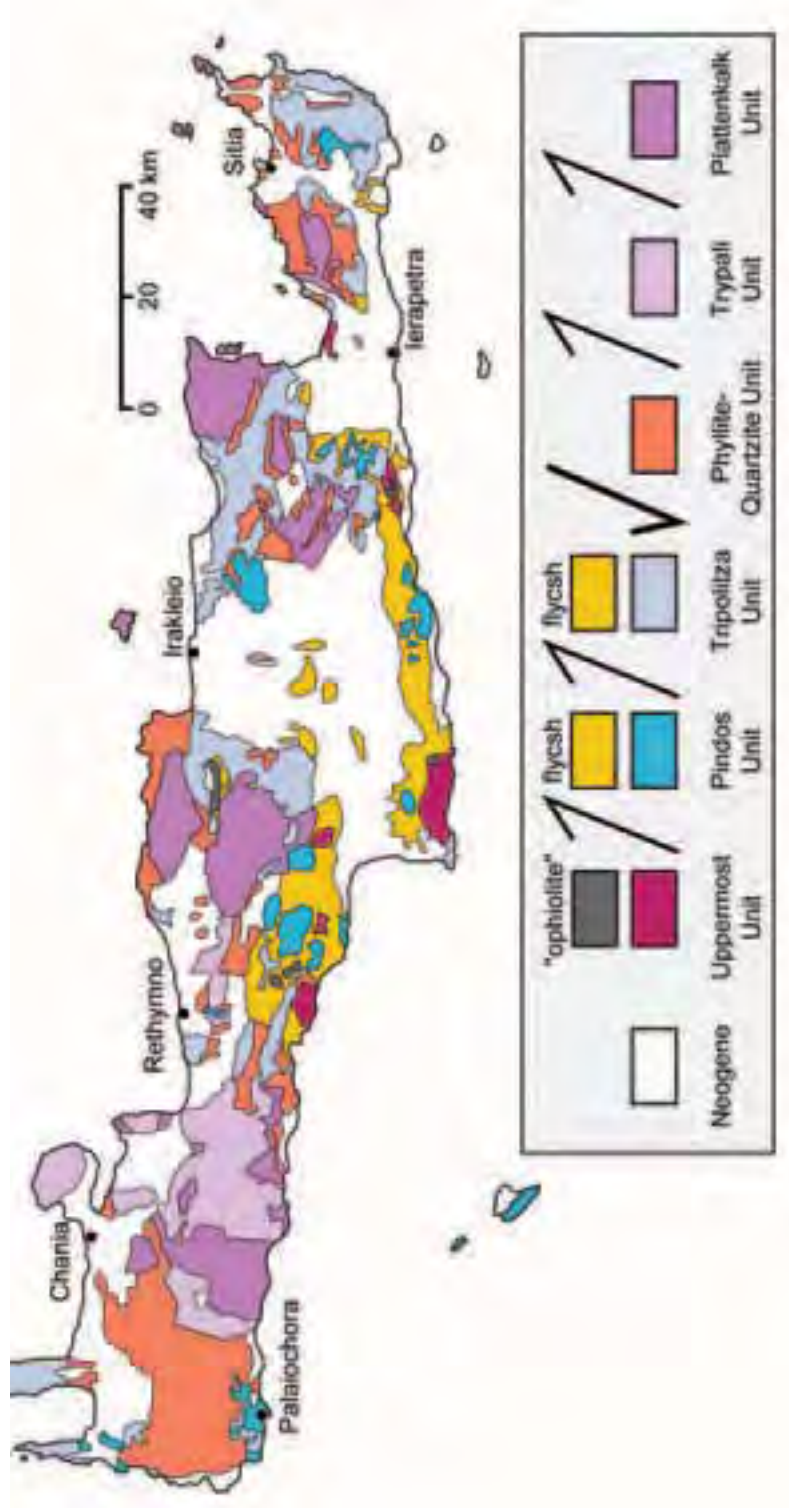 Chania
Rethymno
Irakleio
Sitia
Palaiochora
Ierapetra
0 20 40 km
"ophiolite"
flycsh
flycsh
Neogene
Uppermost
Unit
Pindos
Unit
Tripolitza
Unit
Phyllite-
Quartzite Unit
Trypali
Unit
Plattenkalk
Unit